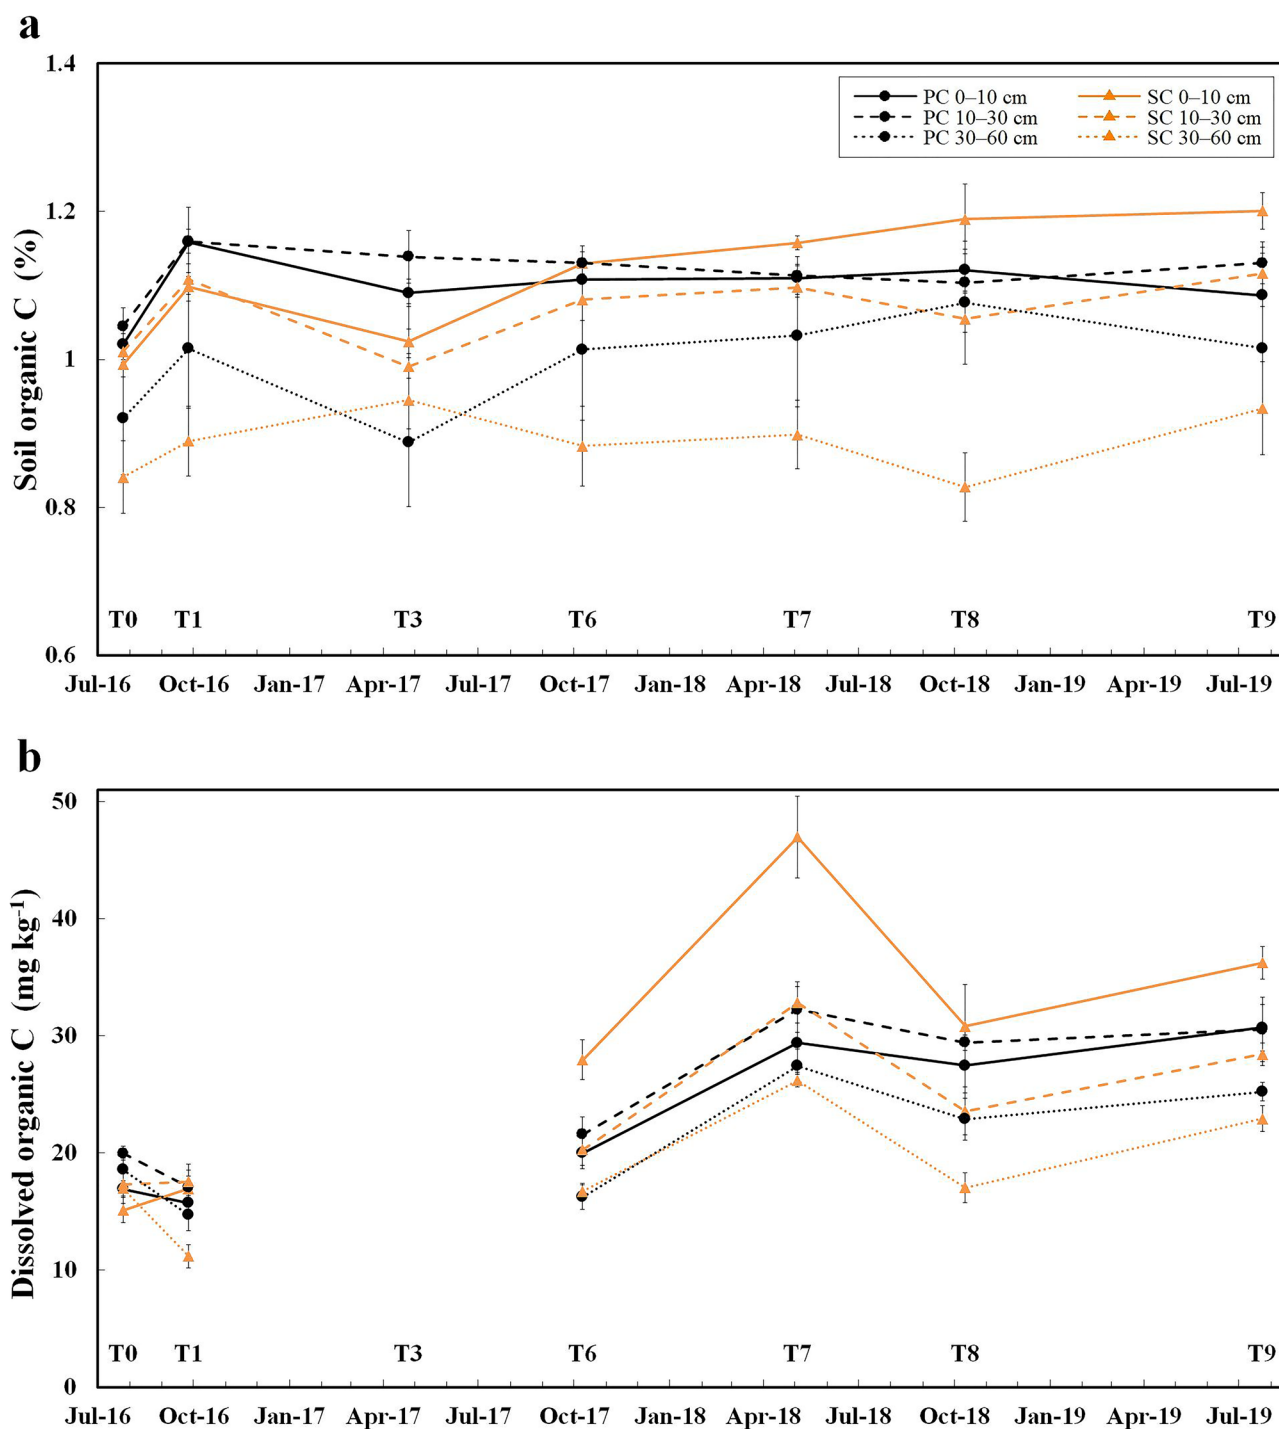 a
Soil organic C (%)
1.4
1.2
1
0.8
0.6
PC 0–10 cm SC 0–10 cm
PC 10–30 cm SC 10–30 cm
PC 30–60 cm SC 30–60 cm
T0 T1 T3 T6 T7 T8 T9
Jul-16 Oct-16 Jan-17 Apr-17 Jul-17 Oct-17 Jan-18 Apr-18 Jul-18 Oct-18 Jan-19 Apr-19 Jul-19
b
Dissolved organic C (mg kg⁻¹)
50
40
30
20
10
0
T0 T1 T3 T6 T7 T8 T9
Jul-16 Oct-16 Jan-17 Apr-17 Jul-17 Oct-17 Jan-18 Apr-18 Jul-18 Oct-18 Jan-19 Apr-19 Jul-19